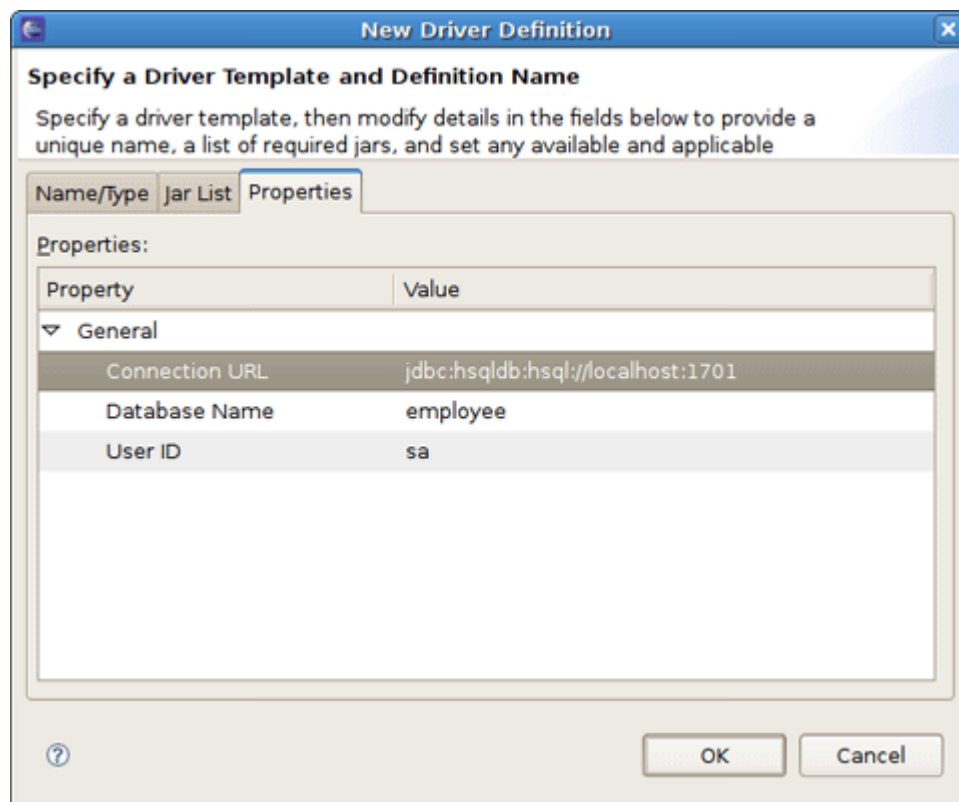 New Driver Definition
Specify a Driver Template and Definition Name
Specify a driver template, then modify details in the fields below to provide a
unique name, a list of required jars, and set any available and applicable
Name/Type Jar List Properties
Properties:
Property Value
General
Connection URL jdbc:hsqldb:hsql://localhost:1701
Database Name employee
User ID sa
OK Cancel